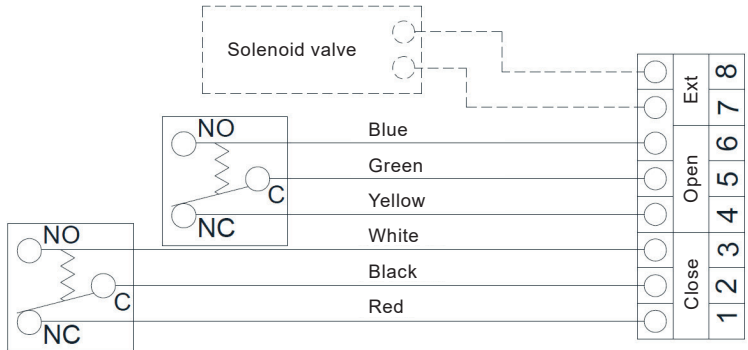 Solenoid valve
8
Ext
7
NO
Blue
6
Green
5
Open
C
Yellow
4
NC
White
3
NO
Black
2
Close
C
Red
1
NC